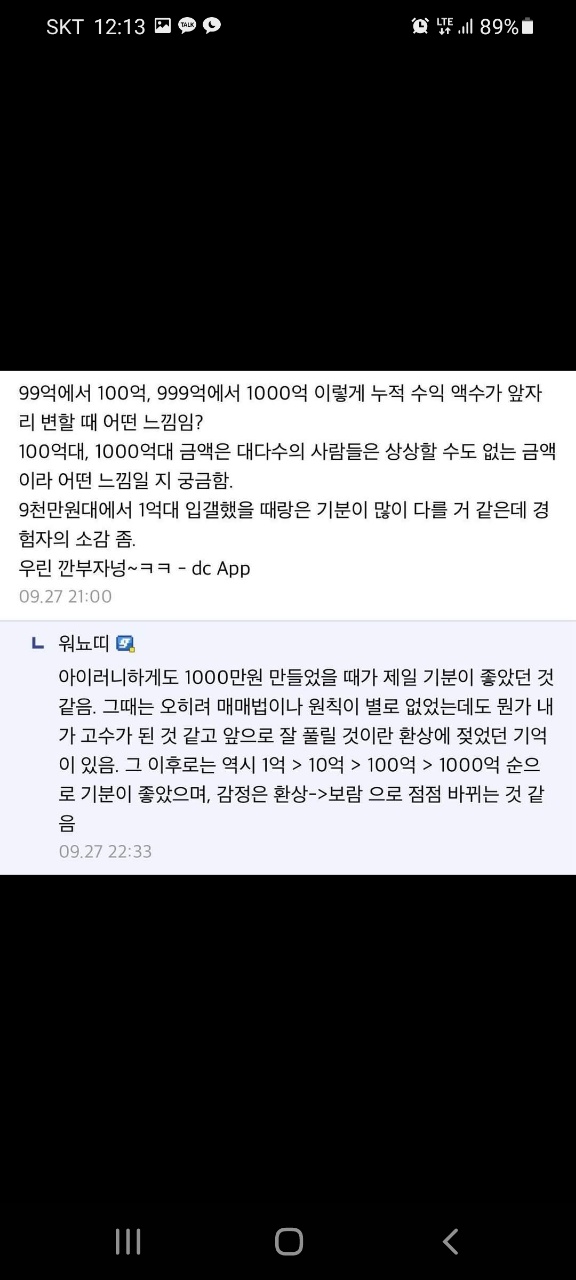 SKT 12:13 TALK LTE 89%
99억에서 100억, 999억에서 1000억 이렇게 누적 수익 액수가 앞자
리 변할 때 어떤 느낌임?
100억대, 1000억대 금액은 대다수의 사람들은 상상할 수도 없는 금액
이라 어떤 느낌일 지 궁금함.
9천만원대에서 1억대 입갤했을 때랑은 기분이 많이 다를 거 같은데 경
험자의 소감 좀.
우린 깐부자넝~ㅋㅋ - dc App
09.27 21:00
ㄴ 워뇨띠
아이러니하게도 1000만원 만들었을 때가 제일 기분이 좋았던 것
같음. 그때는 오히려 매매법이나 원칙이 별로 없었는데도 뭔가 내
가 고수가 된 것 같고 앞으로 잘 풀릴 것이란 환상에 젖었던 기억
이 있음. 그 이후로는 역시 1억 > 10억 > 100억 > 1000억 순으
로 기분이 좋았으며, 감정은 환상->보람 으로 점점 바뀌는 것 같
음
09.27 22:33